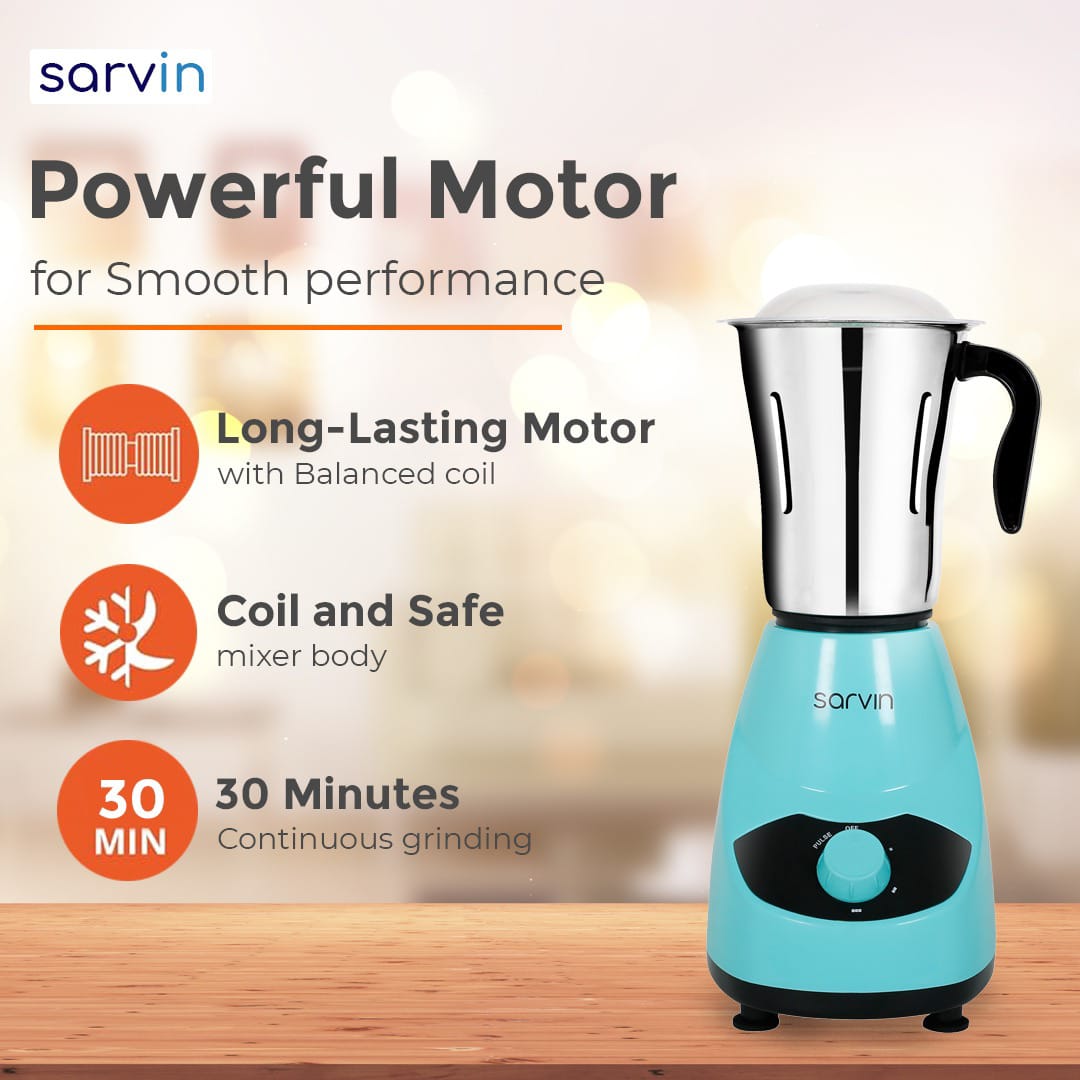 sarvin
Powerful Motor
for Smooth performance
Long-Lasting Motor
with Balanced coil
Coil and Safe
mixer body
30
MIN
30 Minutes
Continuous grinding
sarvin
PULSE OFF